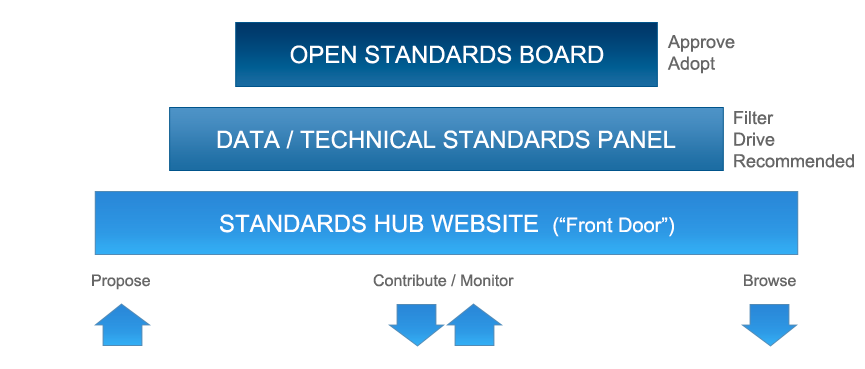 OPEN STANDARDS BOARD
Approve
Adopt
DATA / TECHNICAL STANDARDS PANEL
Filter
Drive
Recommended
STANDARDS HUB WEBSITE (“Front Door”)
Propose
Contribute / Monitor
Browse